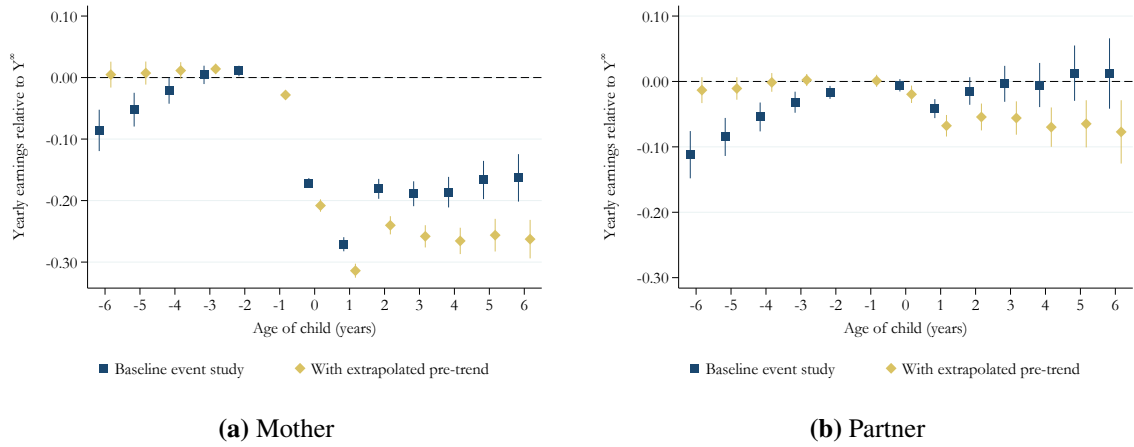 0.10
0.00
-0.10
-0.20
-0.30
Yearly earnings relative to Y∞
-6 -5 -4 -3 -2 -1 0 1 2 3 4 5 6
Age of child (years)
Baseline event study With extrapolated pre-trend
(a) Mother
0.10
0.00
-0.10
-0.20
-0.30
Yearly earnings relative to Y∞
-6 -5 -4 -3 -2 -1 0 1 2 3 4 5 6
Age of child (years)
Baseline event study With extrapolated pre-trend
(b) Partner